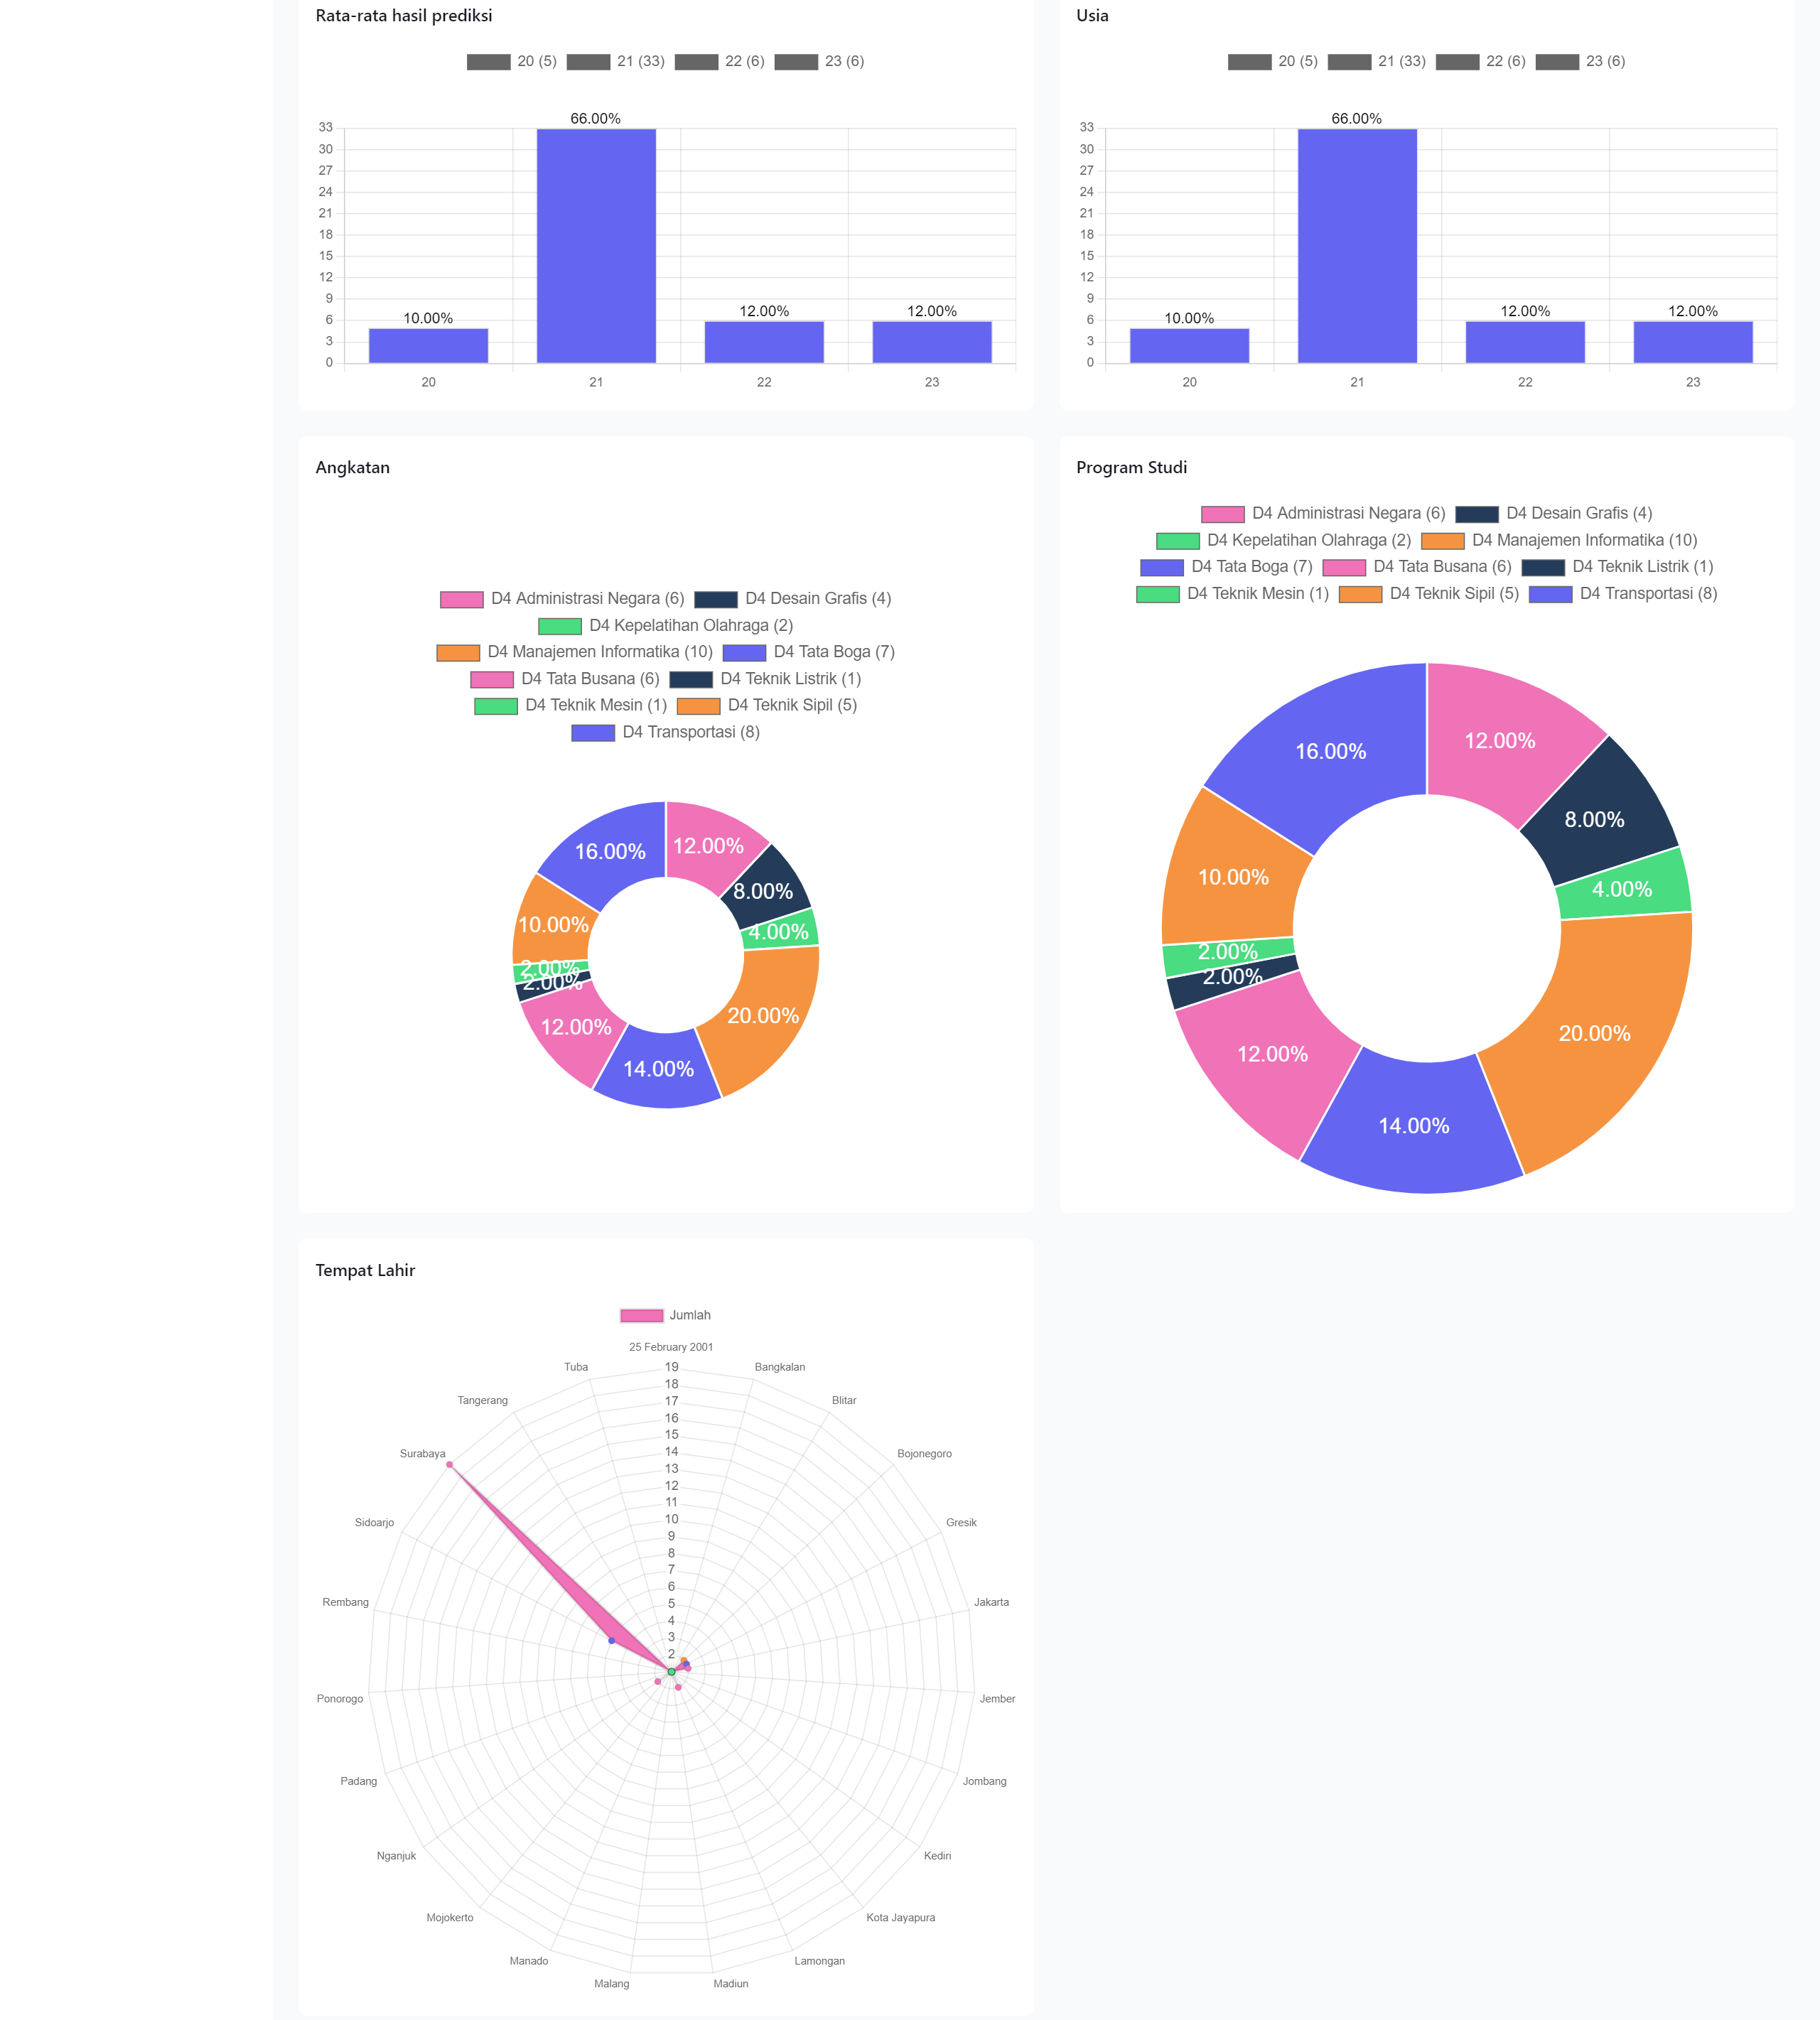 Rata-rata hasil prediksi
20 (5) 21 (33) 22 (6) 23 (6)
33
30
27
24
21
18
15
12
9
6
3
0
66.00%
10.00%
12.00%
12.00%
20 21 22 23
Usia
20 (5) 21 (33) 22 (6) 23 (6)
33
30
27
24
21
18
15
12
9
6
3
0
66.00%
10.00%
12.00%
12.00%
20 21 22 23
Angkatan
D4 Administrasi Negara (6) D4 Desain Grafis (4)
D4 Kepelatihan Olahraga (2)
D4 Manajemen Informatika (10) D4 Tata Boga (7)
D4 Tata Busana (6) D4 Teknik Listrik (1)
D4 Teknik Mesin (1) D4 Teknik Sipil (5)
D4 Transportasi (8)
12.00%
8.00%
4.00%
20.00%
14.00%
12.00%
2.00%
2.00%
10.00%
16.00%
Program Studi
D4 Administrasi Negara (6) D4 Desain Grafis (4)
D4 Kepelatihan Olahraga (2) D4 Manajemen Informatika (10)
D4 Tata Boga (7) D4 Tata Busana (6) D4 Teknik Listrik (1)
D4 Teknik Mesin (1) D4 Teknik Sipil (5) D4 Transportasi (8)
12.00%
8.00%
4.00%
20.00%
14.00%
12.00%
2.00%
2.00%
10.00%
16.00%
Tempat Lahir
Jumlah
25 February 2001
Bangkalan
Blitar
Bojonegoro
Gresik
Jakarta
Jember
Jombang
Kediri
Kota Jayapura
Lamongan
Madiun
Malang
Manado
Mojokerto
Nganjuk
Padang
Ponorogo
Rembang
Sidoarjo
Surabaya
Tangerang
Tuba
19
18
17
16
15
14
13
12
11
10
9
8
7
6
5
4
3
2